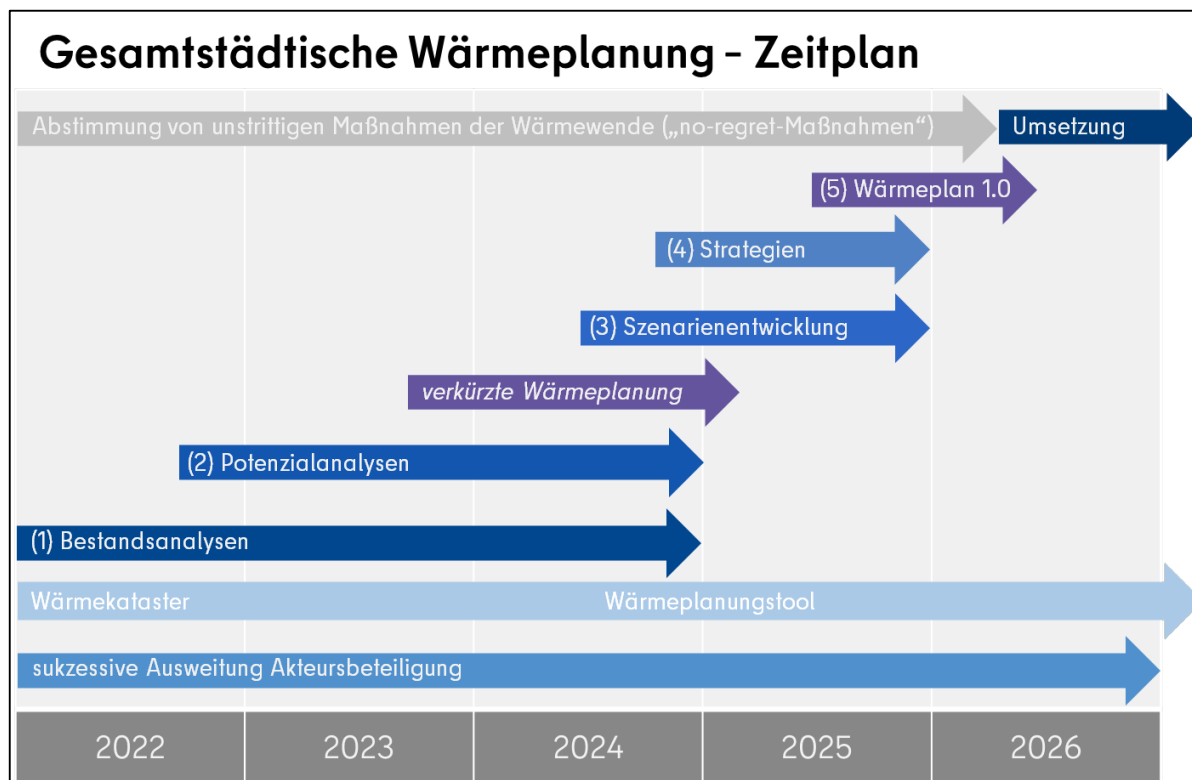 Gesamtstädtische Wärmeplanung – Zeitplan
Abstimmung von unstrittigen Maßnahmen der Wärmewende („no-regret-Maßnahmen“)
Umsetzung
(5) Wärmeplan 1.0
(4) Strategien
(3) Szenarienentwicklung
verkürzte Wärmeplanung
(2) Potenzialanalysen
(1) Bestandsanalysen
Wärmekataster
Wärmeplanungstool
sukzessive Ausweitung Akteursbeteiligung
2022 2023 2024 2025 2026